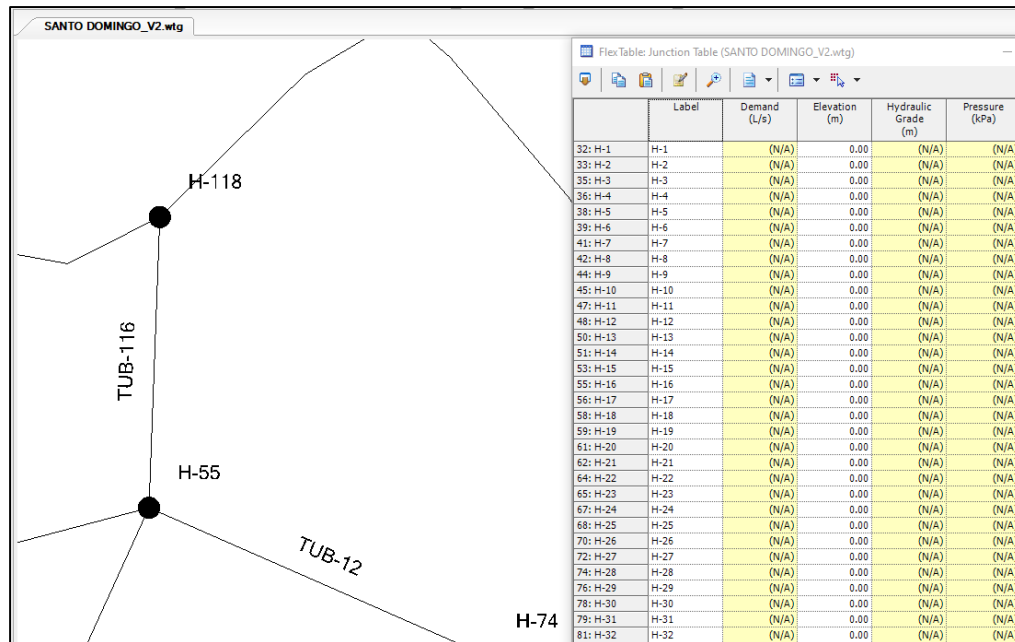 SANTO DOMINGO_V2.wtg
H-118
TUB-116
H-55
TUB-12
H-74
FlexTable: Junction Table (SANTO DOMINGO_V2.wtg)
Label Demand (L/s) Elevation (m) Hydraulic Grade (m) Pressure (kPa)
32: H-1 H-1 (N/A) 0.00 (N/A) (N/A)
33: H-2 H-2 (N/A) 0.00 (N/A) (N/A)
35: H-3 H-3 (N/A) 0.00 (N/A) (N/A)
36: H-4 H-4 (N/A) 0.00 (N/A) (N/A)
38: H-5 H-5 (N/A) 0.00 (N/A) (N/A)
39: H-6 H-6 (N/A) 0.00 (N/A) (N/A)
41: H-7 H-7 (N/A) 0.00 (N/A) (N/A)
42: H-8 H-8 (N/A) 0.00 (N/A) (N/A)
44: H-9 H-9 (N/A) 0.00 (N/A) (N/A)
45: H-10 H-10 (N/A) 0.00 (N/A) (N/A)
47: H-11 H-11 (N/A) 0.00 (N/A) (N/A)
48: H-12 H-12 (N/A) 0.00 (N/A) (N/A)
50: H-13 H-13 (N/A) 0.00 (N/A) (N/A)
51: H-14 H-14 (N/A) 0.00 (N/A) (N/A)
53: H-15 H-15 (N/A) 0.00 (N/A) (N/A)
55: H-16 H-16 (N/A) 0.00 (N/A) (N/A)
56: H-17 H-17 (N/A) 0.00 (N/A) (N/A)
58: H-18 H-18 (N/A) 0.00 (N/A) (N/A)
59: H-19 H-19 (N/A) 0.00 (N/A) (N/A)
61: H-20 H-20 (N/A) 0.00 (N/A) (N/A)
62: H-21 H-21 (N/A) 0.00 (N/A) (N/A)
64: H-22 H-22 (N/A) 0.00 (N/A) (N/A)
65: H-23 H-23 (N/A) 0.00 (N/A) (N/A)
67: H-24 H-24 (N/A) 0.00 (N/A) (N/A)
68: H-25 H-25 (N/A) 0.00 (N/A) (N/A)
70: H-26 H-26 (N/A) 0.00 (N/A) (N/A)
72: H-27 H-27 (N/A) 0.00 (N/A) (N/A)
74: H-28 H-28 (N/A) 0.00 (N/A) (N/A)
76: H-29 H-29 (N/A) 0.00 (N/A) (N/A)
78: H-30 H-30 (N/A) 0.00 (N/A) (N/A)
79: H-31 H-31 (N/A) 0.00 (N/A) (N/A)
81: H-32 H-32 (N/A) 0.00 (N/A) (N/A)